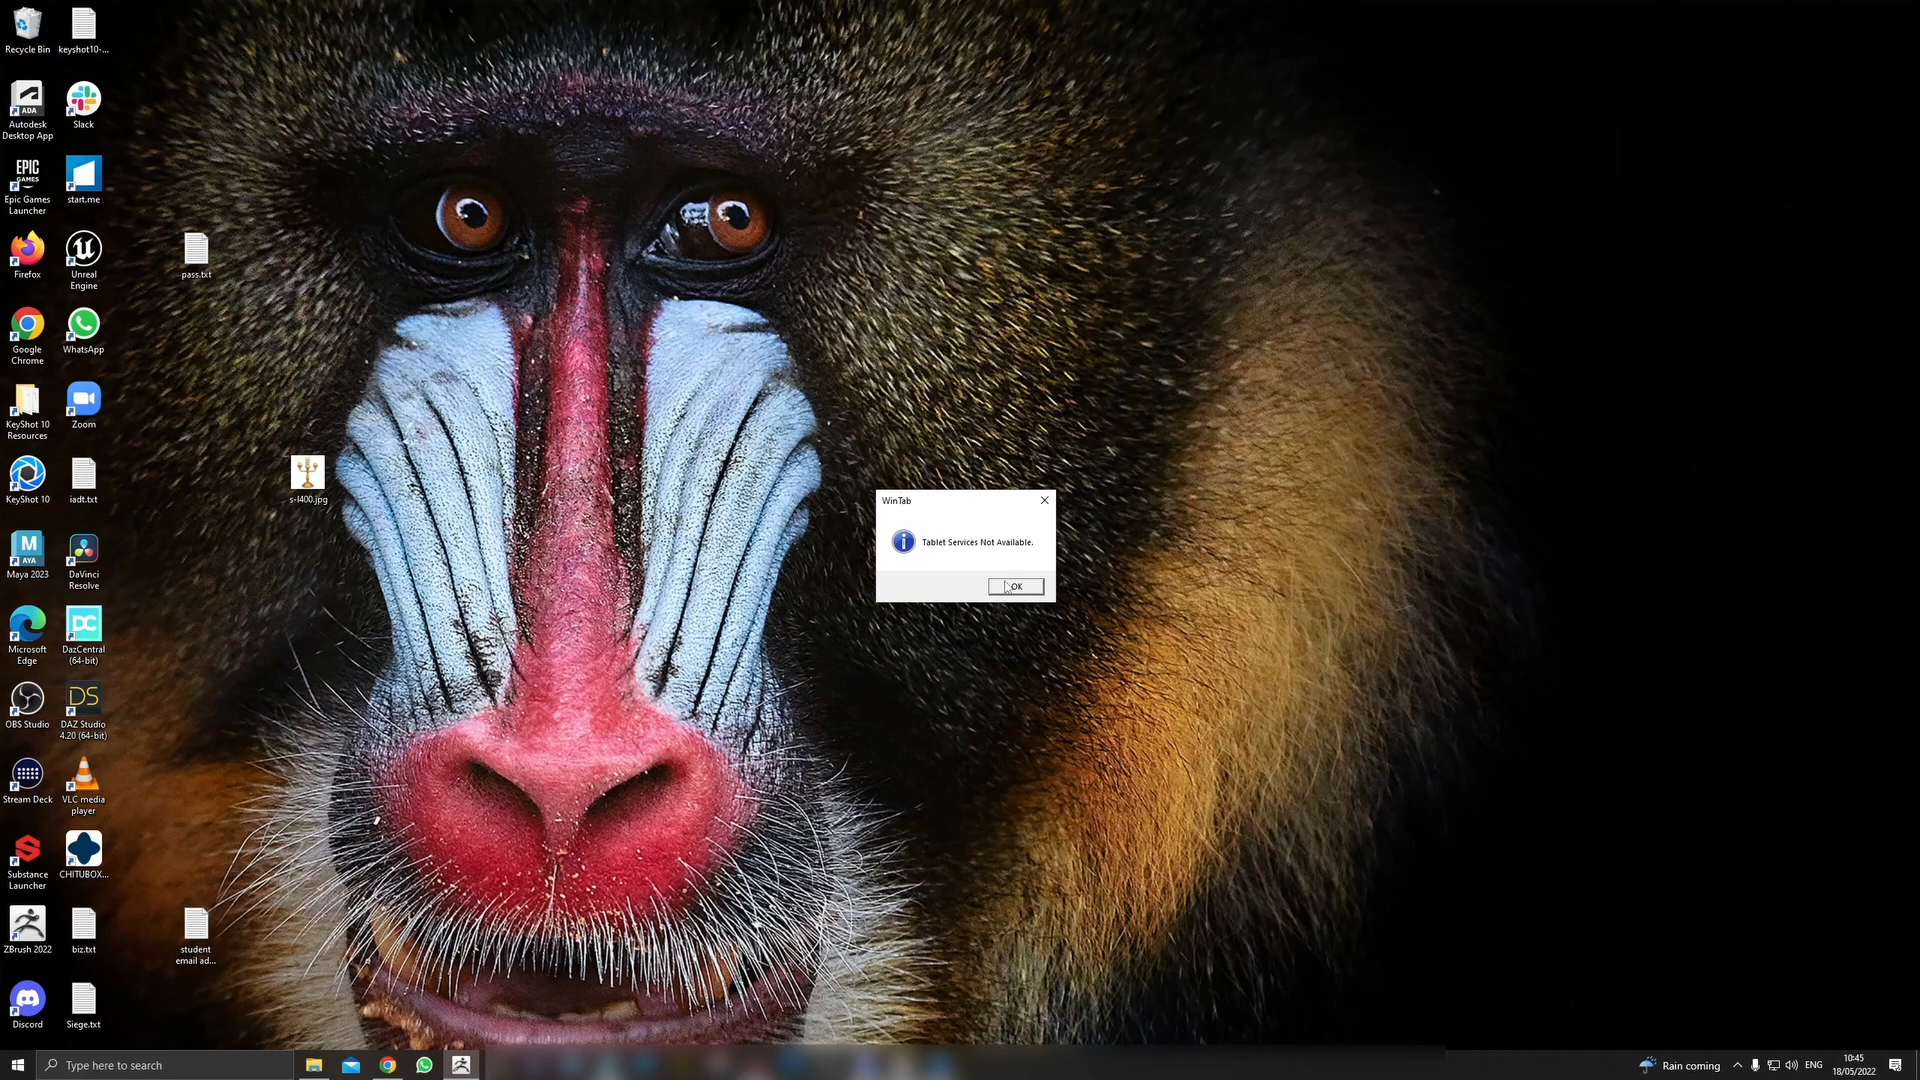 Recycle Bin
keyshot10-...
ADA
Autodesk
Desktop App
Slack
EPIC
GAMES
Epic Games
Launcher
start.me
Firefox
Unreal
Engine
pass.txt
Google
Chrome
WhatsApp
KeyShot 10
Resources
Zoom
KeyShot 10
iadt.txt
s-l400.jpg
M
AYA
Maya 2023
DaVinci
Resolve
Microsoft
Edge
DC
DazCentral
(64-bit)
OBS Studio
DS
DAZ Studio
4.20 (64-bit)
Stream Deck
VLC media
player
Substance
Launcher
CHITUBOX...
ZBrush 2022
biz.txt
student
email ad...
Discord
Siege.txt
WinTab
Tablet Services Not Available.
OK
Type here to search
Rain coming
ENG
10:45
18/05/2022